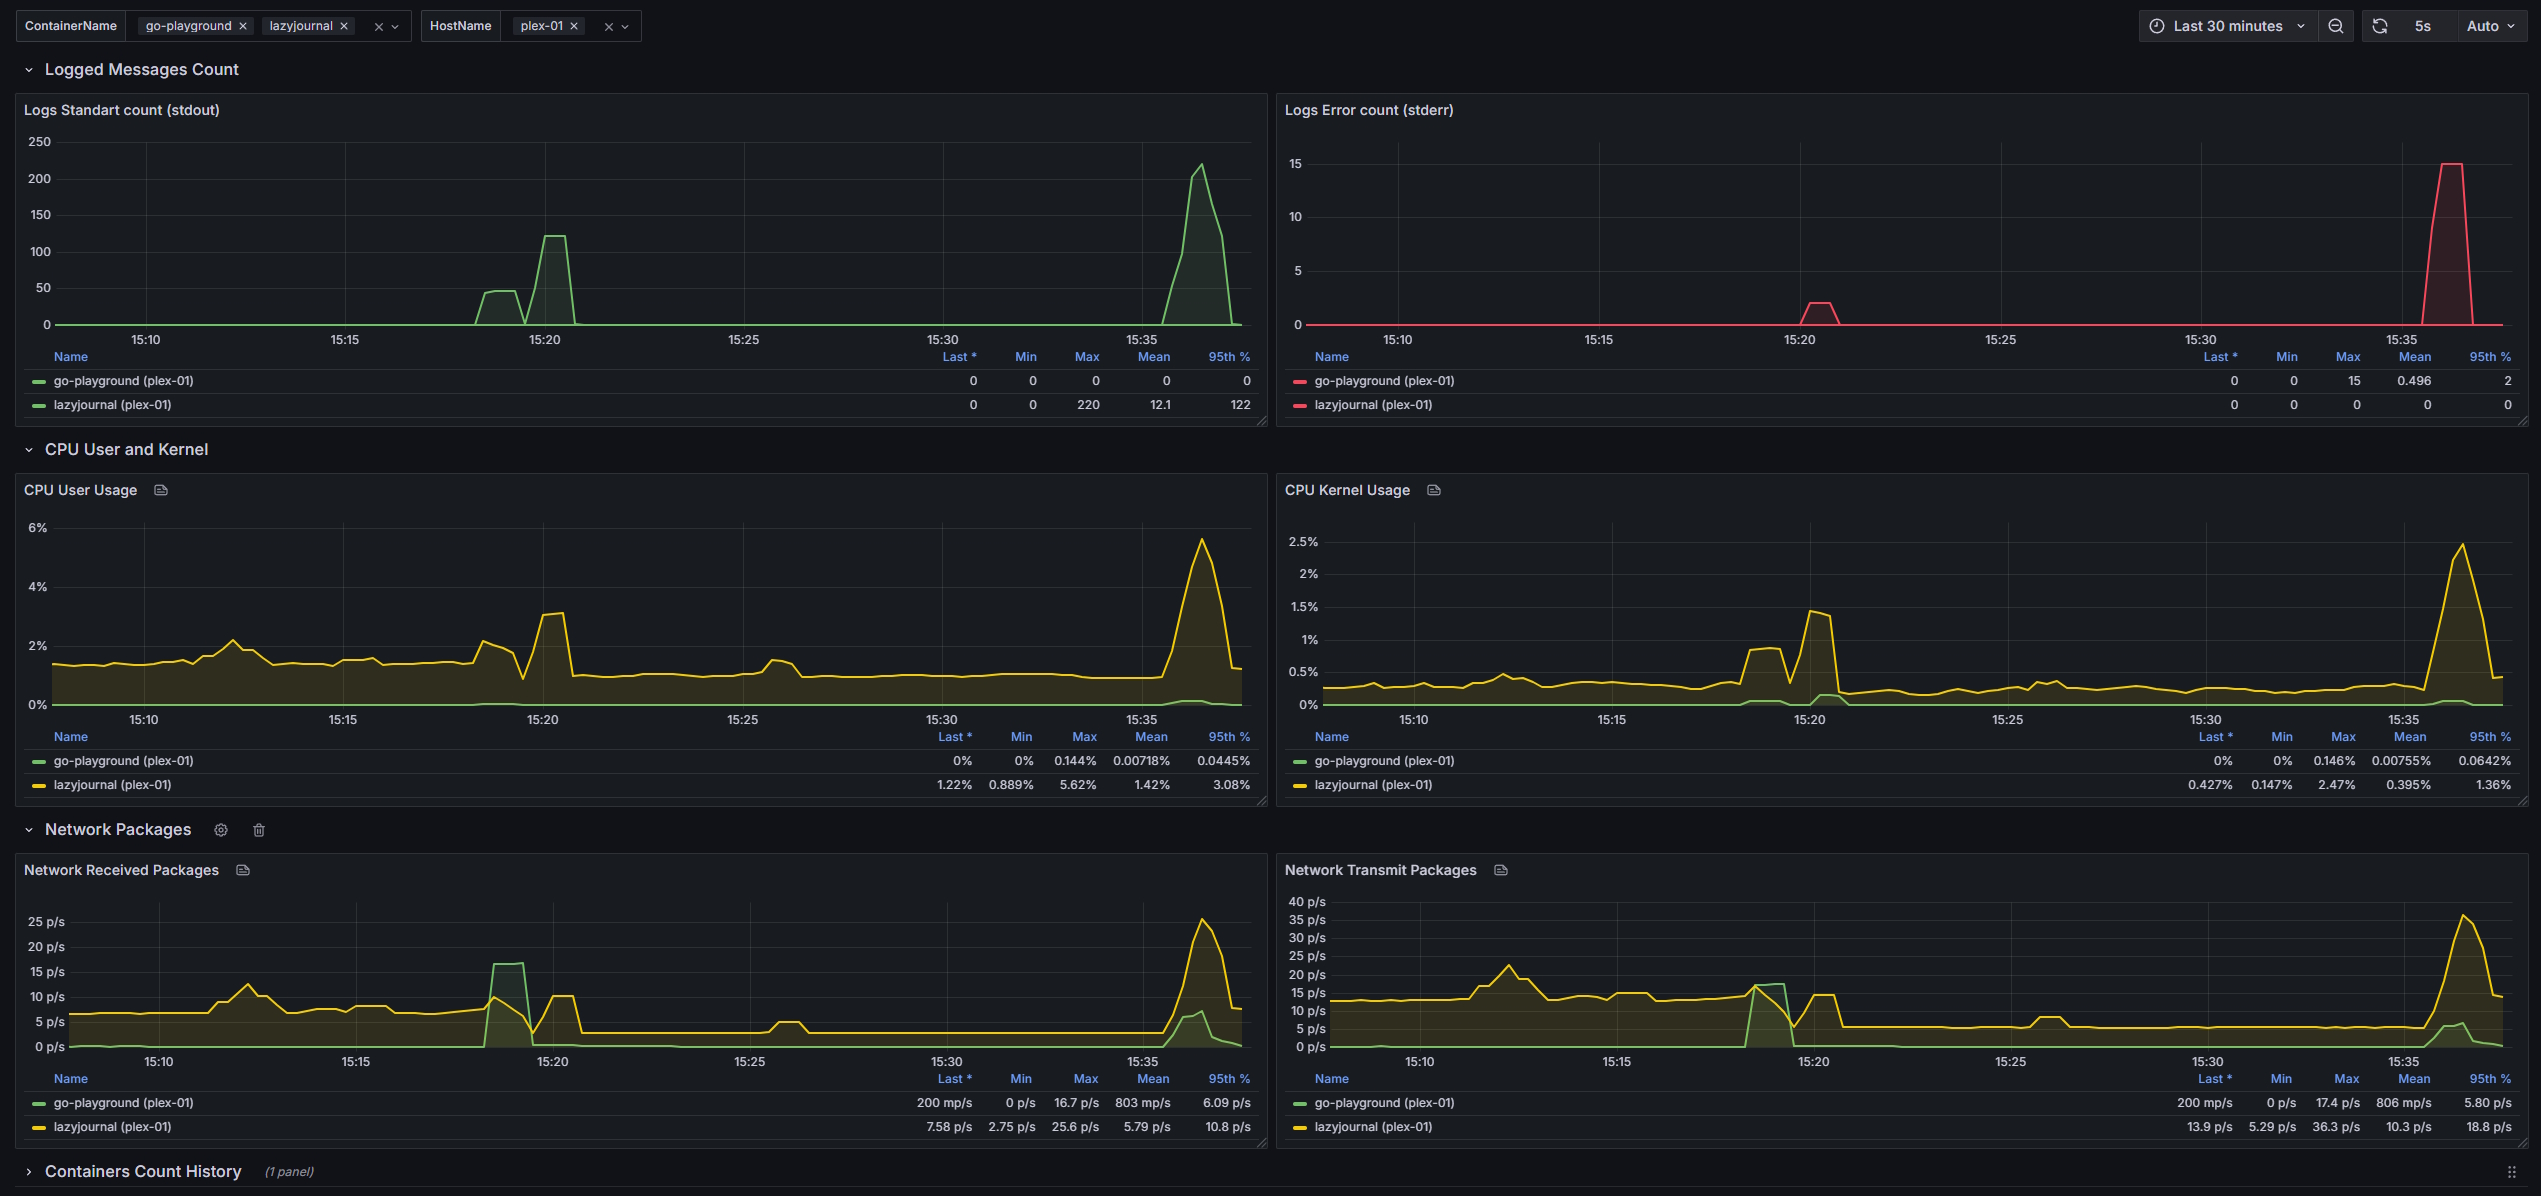 ContainerName go-playground lazyjournal HostName plex-01 Last 30 minutes 5s Auto
Logged Messages Count
Logs Standart count (stdout)
250
200
150
100
50
0
15:10 15:15 15:20 15:25 15:30 15:35
Name Last * Min Max Mean 95th %
go-playground (plex-01) 0 0 0 0 0
lazyjournal (plex-01) 0 0 220 12.1 122
Logs Error count (stderr)
15
10
5
0
15:10 15:15 15:20 15:25 15:30 15:35
Name Last * Min Max Mean 95th %
go-playground (plex-01) 0 0 15 0.496 2
lazyjournal (plex-01) 0 0 0 0 0
CPU User and Kernel
CPU User Usage
6%
4%
2%
0%
15:10 15:15 15:20 15:25 15:30 15:35
Name Last * Min Max Mean 95th %
go-playground (plex-01) 0% 0% 0.144% 0.00718% 0.0445%
lazyjournal (plex-01) 1.22% 0.889% 5.62% 1.42% 3.08%
CPU Kernel Usage
2.5%
2%
1.5%
1%
0.5%
0%
15:10 15:15 15:20 15:25 15:30 15:35
Name Last * Min Max Mean 95th %
go-playground (plex-01) 0% 0% 0.146% 0.00755% 0.0642%
lazyjournal (plex-01) 0.427% 0.147% 2.47% 0.395% 1.36%
Network Packages
Network Received Packages
25 p/s
20 p/s
15 p/s
10 p/s
5 p/s
0 p/s
15:10 15:15 15:20 15:25 15:30 15:35
Name Last * Min Max Mean 95th %
go-playground (plex-01) 200 mp/s 0 p/s 16.7 p/s 803 mp/s 6.09 p/s
lazyjournal (plex-01) 7.58 p/s 2.75 p/s 25.6 p/s 5.79 p/s 10.8 p/s
Network Transmit Packages
40 p/s
35 p/s
30 p/s
25 p/s
20 p/s
15 p/s
10 p/s
5 p/s
0 p/s
15:10 15:15 15:20 15:25 15:30 15:35
Name Last * Min Max Mean 95th %
go-playground (plex-01) 200 mp/s 0 p/s 17.4 p/s 806 mp/s 5.80 p/s
lazyjournal (plex-01) 13.9 p/s 5.29 p/s 36.3 p/s 10.3 p/s 18.8 p/s
Containers Count History (1 panel)